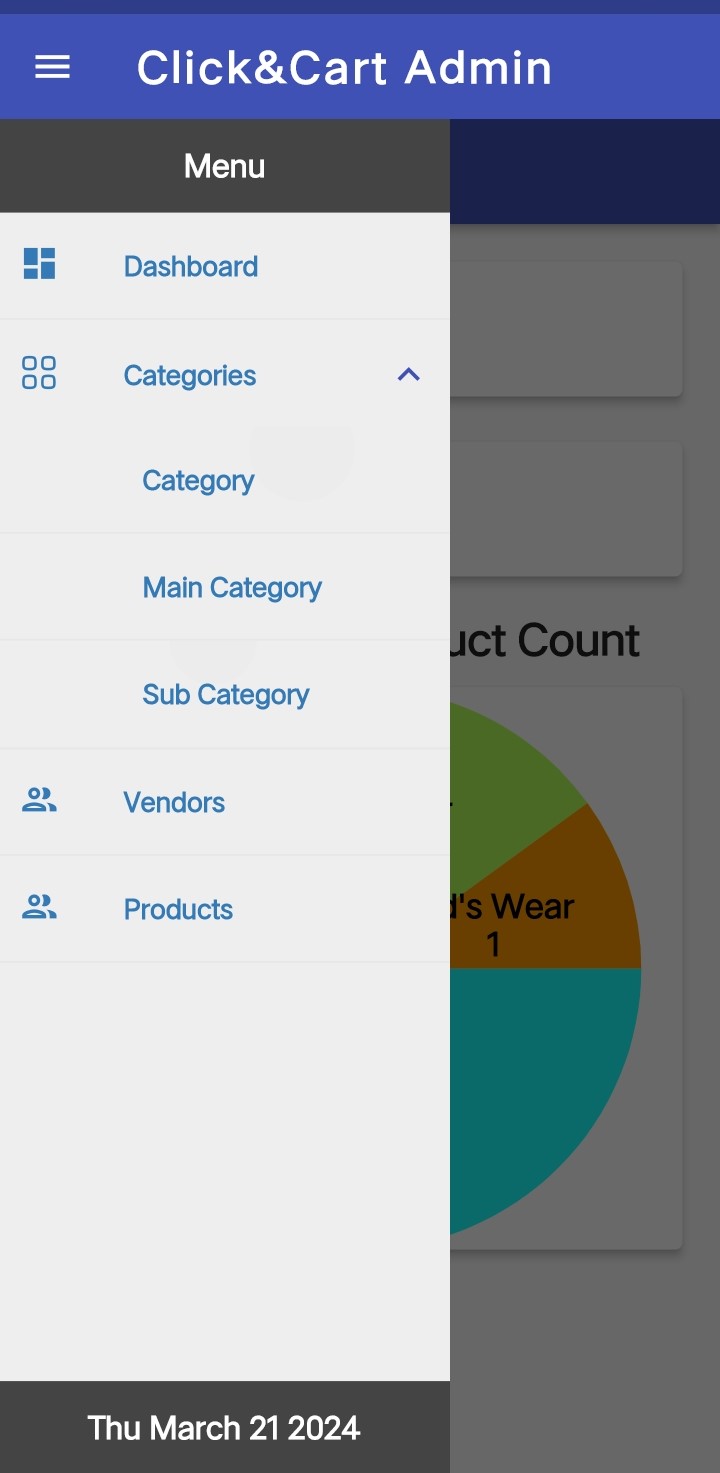 Click&Cart Admin
Menu
Dashboard
Categories
Category
Main Category
Sub Category
Vendors
Products
Count
Wear
1
Thu March 21 2024